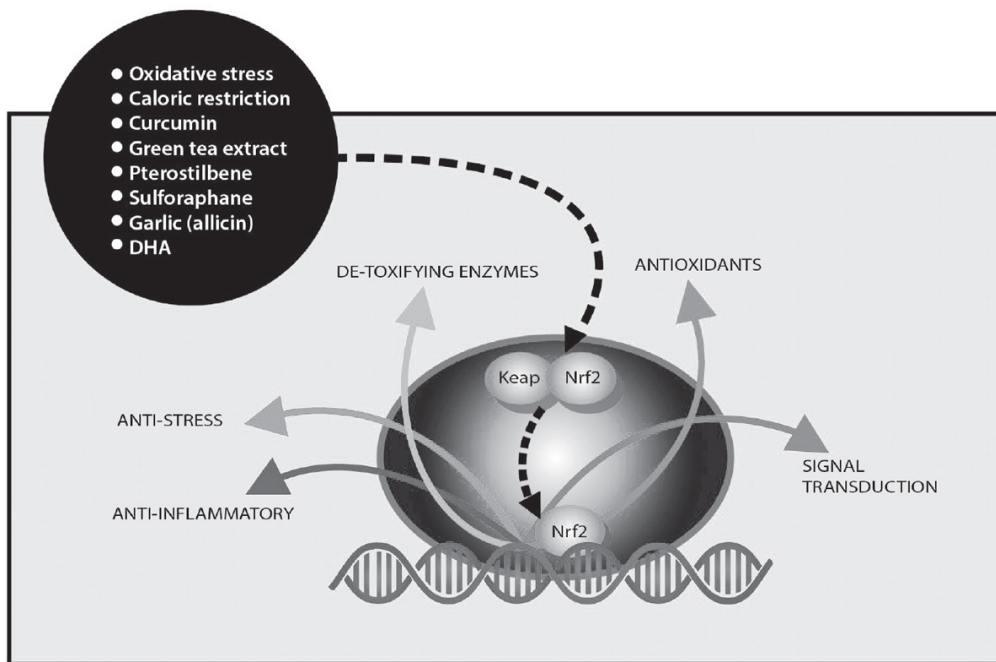 • Oxidative stress
• Caloric restriction
• Curcumin
• Green tea extract
• Pterostilbene
• Sulforaphane
• Garlic (allicin)
• DHA
DE-TOXIFYING ENZYMES
ANTIOXIDANTS
Keap
Nrf2
ANTI-STRESS
SIGNAL
TRANSDUCTION
ANTI-INFLAMMATORY
Nrf2